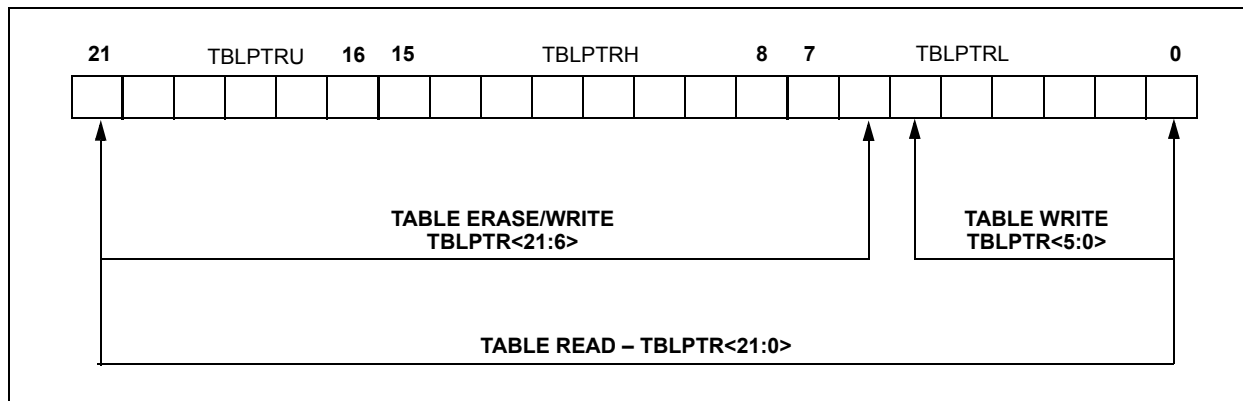 21 TBLPTRU 16 15 TBLPTRH 8 7 TBLPTRL 0
TABLE ERASE/WRITE
TBLPTR<21:6>
TABLE WRITE
TBLPTR<5:0>
TABLE READ – TBLPTR<21:0>